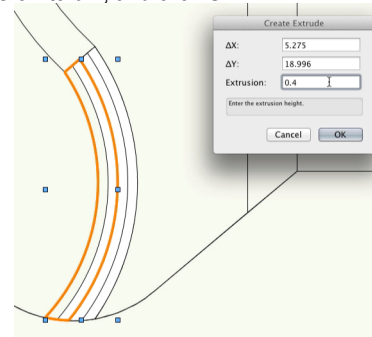 Create Extrude
ΔX: 5.275
ΔY: 18.996
Extrusion: 0.4
Enter the extrusion height.
Cancel OK